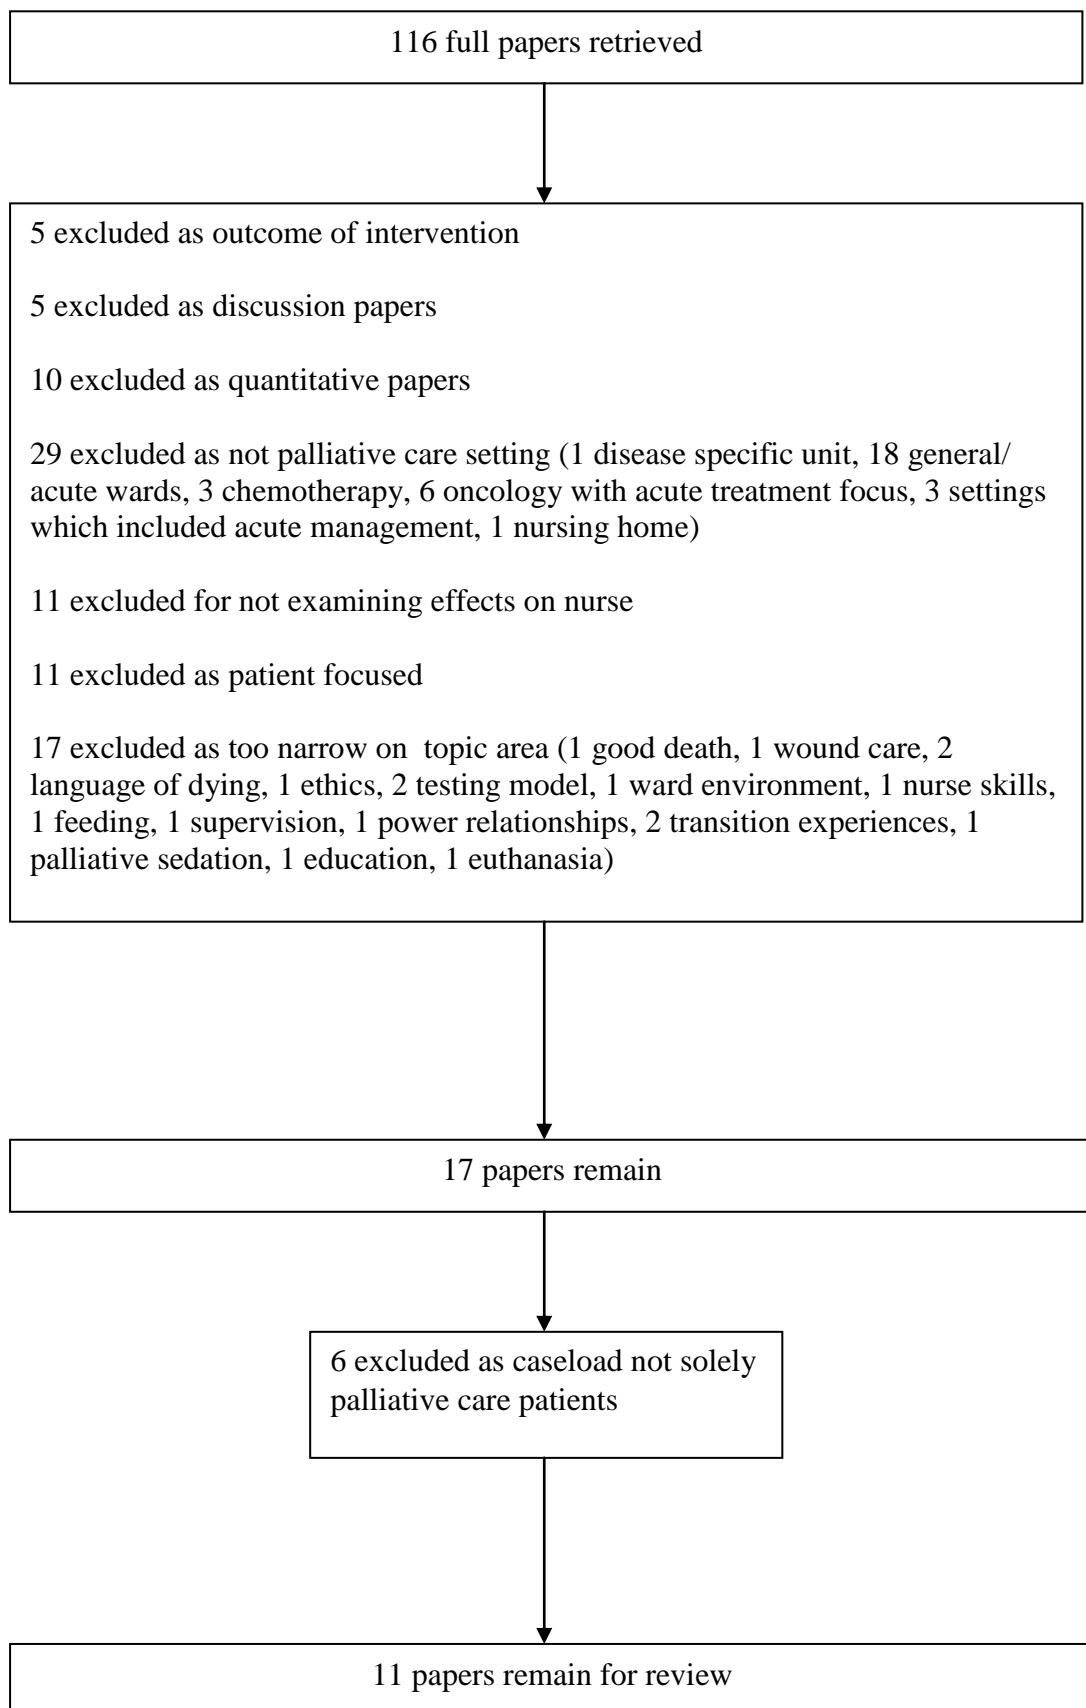 116 full papers retrieved
5 excluded as outcome of intervention
5 excluded as discussion papers
10 excluded as quantitative papers
29 excluded as not palliative care setting (1 disease specific unit, 18 general/
acute wards, 3 chemotherapy, 6 oncology with acute treatment focus, 3 settings
which included acute management, 1 nursing home)
11 excluded for not examining effects on nurse
11 excluded as patient focused
17 excluded as too narrow on topic area (1 good death, 1 wound care, 2
language of dying, 1 ethics, 2 testing model, 1 ward environment, 1 nurse skills,
1 feeding, 1 supervision, 1 power relationships, 2 transition experiences, 1
palliative sedation, 1 education, 1 euthanasia)
17 papers remain
6 excluded as caseload not solely
palliative care patients
11 papers remain for review